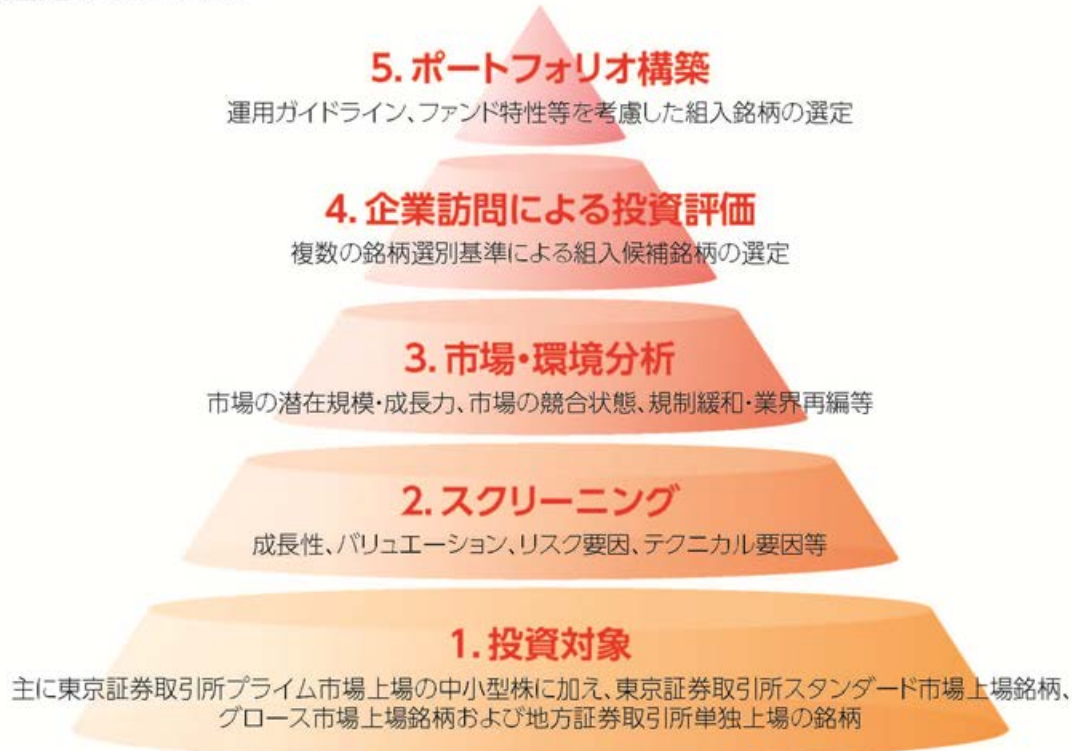 5. ポートフォリオ構築
運用ガイドライン、ファンド特性等を考慮した組入銘柄の選定
4. 企業訪問による投資評価
複数の銘柄選別基準による組入候補銘柄の選定
3. 市場・環境分析
市場の潜在規模・成長力、市場の競合状態、規制緩和・業界再編等
2. スクリーニング
成長性、バリュエーション、リスク要因、テクニカル要因等
1. 投資対象
主に東京証券取引所プライム市場上場の中小型株に加え、東京証券取引所スタンダード市場上場銘柄、
グロース市場上場銘柄および地方証券取引所単独上場の銘柄